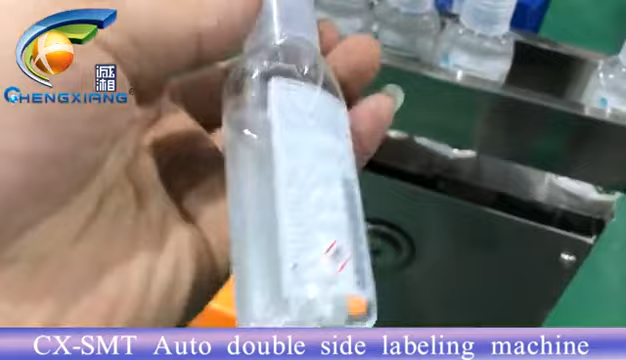 诚湘
CHENGXIANG®
CX-SMT Auto double side labeling machine